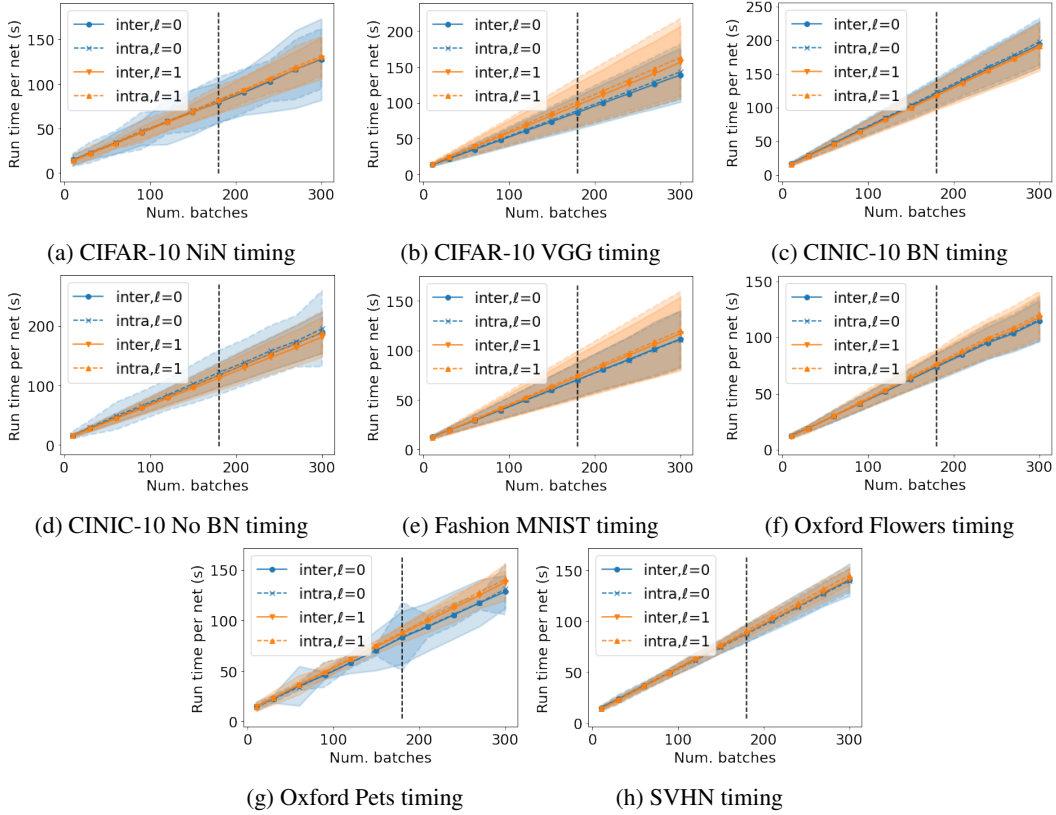 Run time per net (s)
150
100
50
0
inter,ℓ=0
intra,ℓ=0
inter,ℓ=1
intra,ℓ=1
0 100 200 300
Num. batches
(a) CIFAR-10 NiN timing
Run time per net (s)
200
150
100
50
0
inter,ℓ=0
intra,ℓ=0
inter,ℓ=1
intra,ℓ=1
0 100 200 300
Num. batches
(b) CIFAR-10 VGG timing
Run time per net (s)
250
200
150
100
50
0
inter,ℓ=0
intra,ℓ=0
inter,ℓ=1
intra,ℓ=1
0 100 200 300
Num. batches
(c) CINIC-10 BN timing
Run time per net (s)
200
100
0
inter,ℓ=0
intra,ℓ=0
inter,ℓ=1
intra,ℓ=1
0 100 200 300
Num. batches
(d) CINIC-10 No BN timing
Run time per net (s)
150
100
50
0
inter,ℓ=0
intra,ℓ=0
inter,ℓ=1
intra,ℓ=1
0 100 200 300
Num. batches
(e) Fashion MNIST timing
Run time per net (s)
150
100
50
0
inter,ℓ=0
intra,ℓ=0
inter,ℓ=1
intra,ℓ=1
0 100 200 300
Num. batches
(f) Oxford Flowers timing
Run time per net (s)
150
100
50
0
inter,ℓ=0
intra,ℓ=0
inter,ℓ=1
intra,ℓ=1
0 100 200 300
Num. batches
(g) Oxford Pets timing
Run time per net (s)
150
100
50
0
inter,ℓ=0
intra,ℓ=0
inter,ℓ=1
intra,ℓ=1
0 100 200 300
Num. batches
(h) SVHN timing